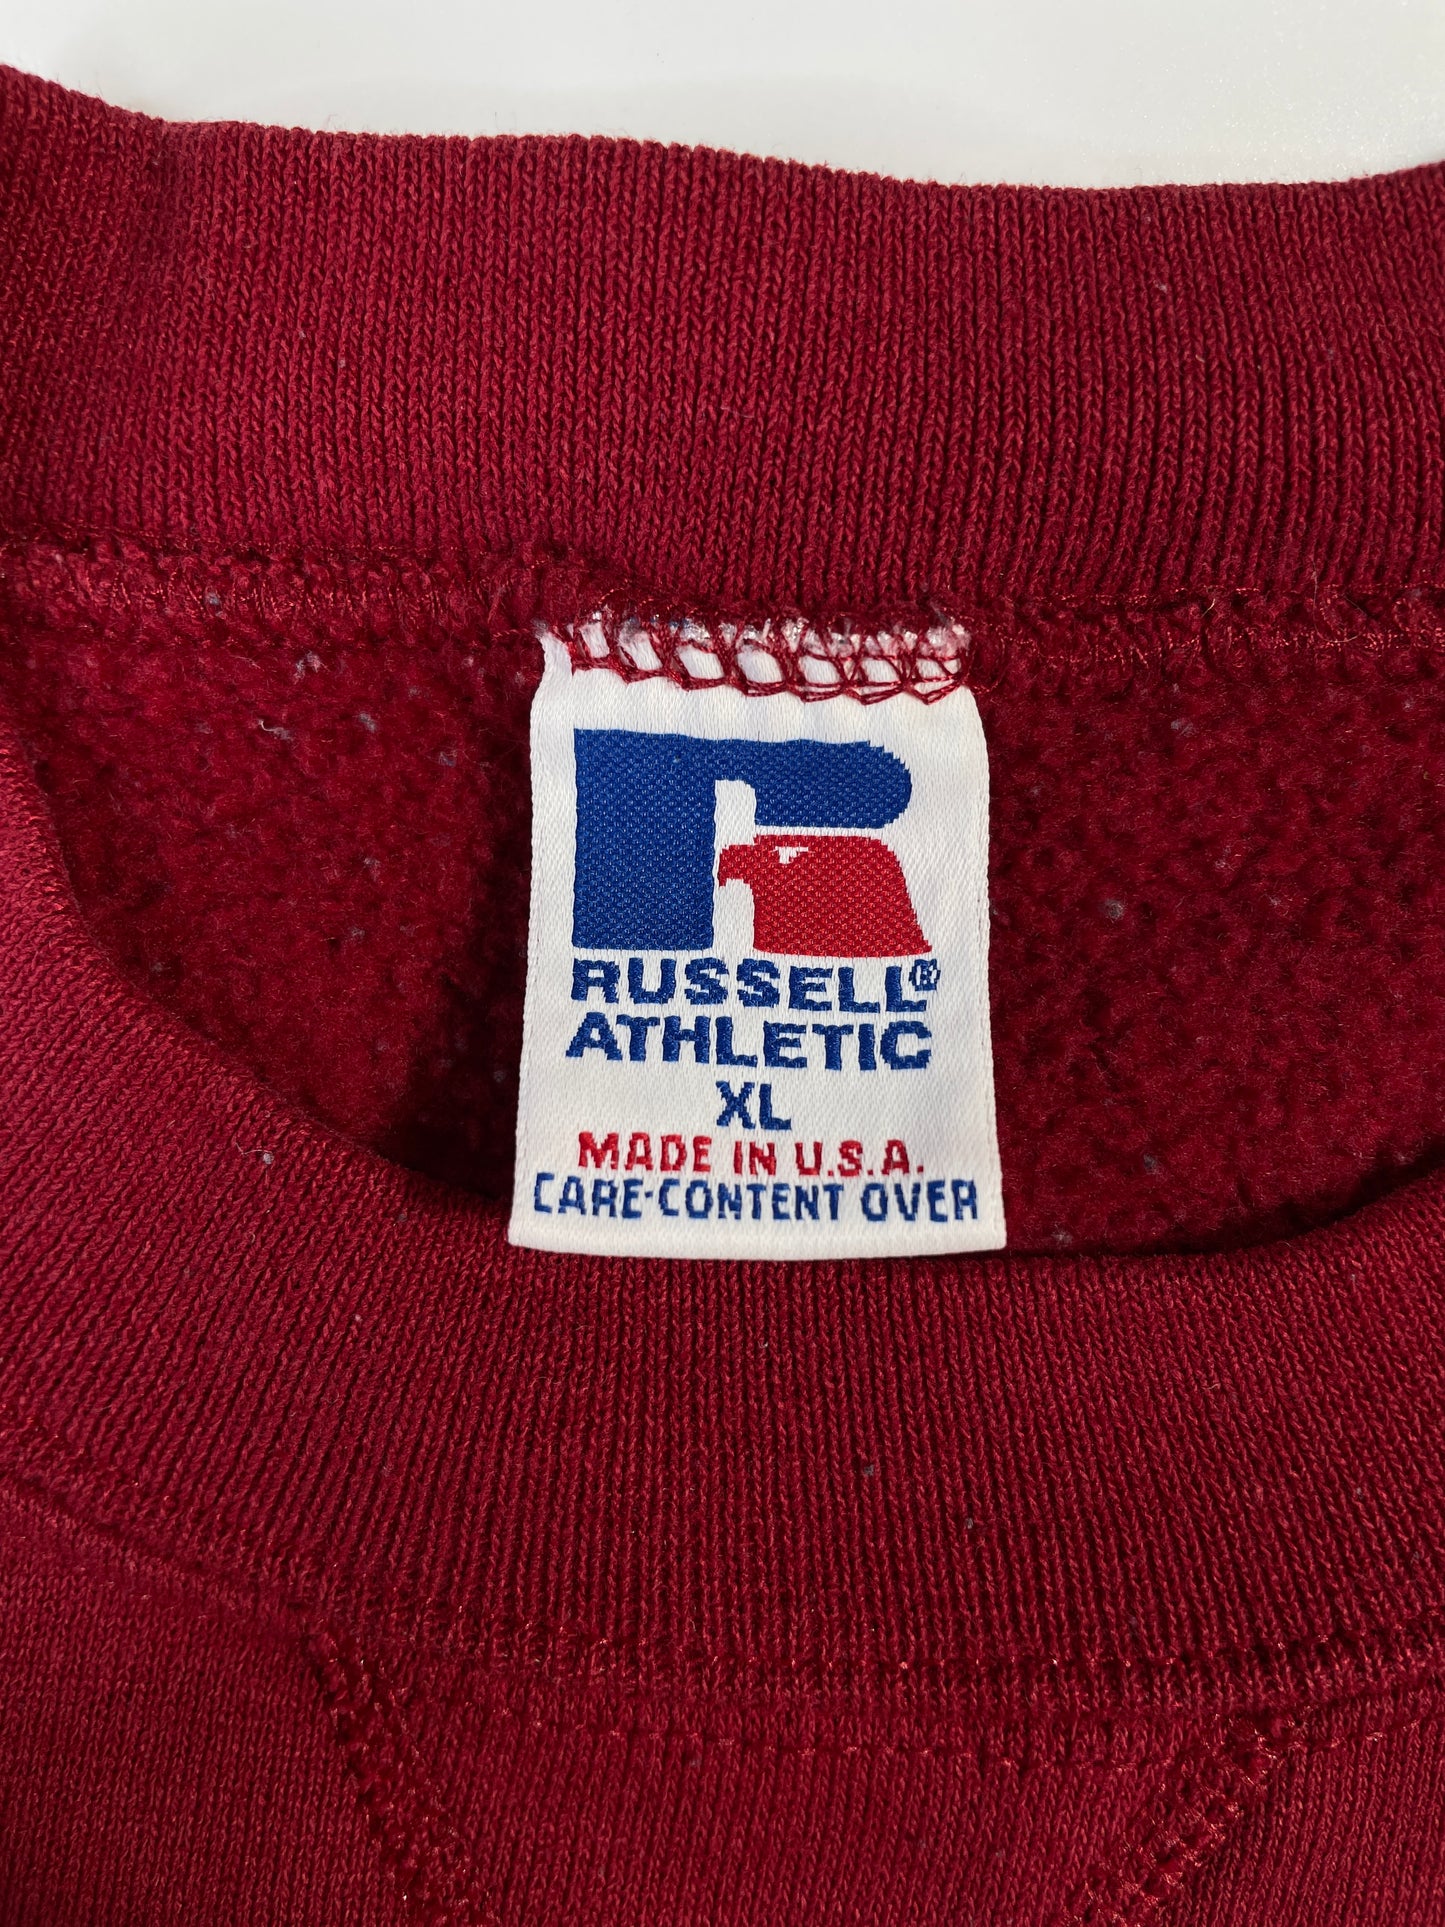 RUSSELL®
ATHLETIC
XL
MADE IN U.S.A.
CARE-CONTENT OVER